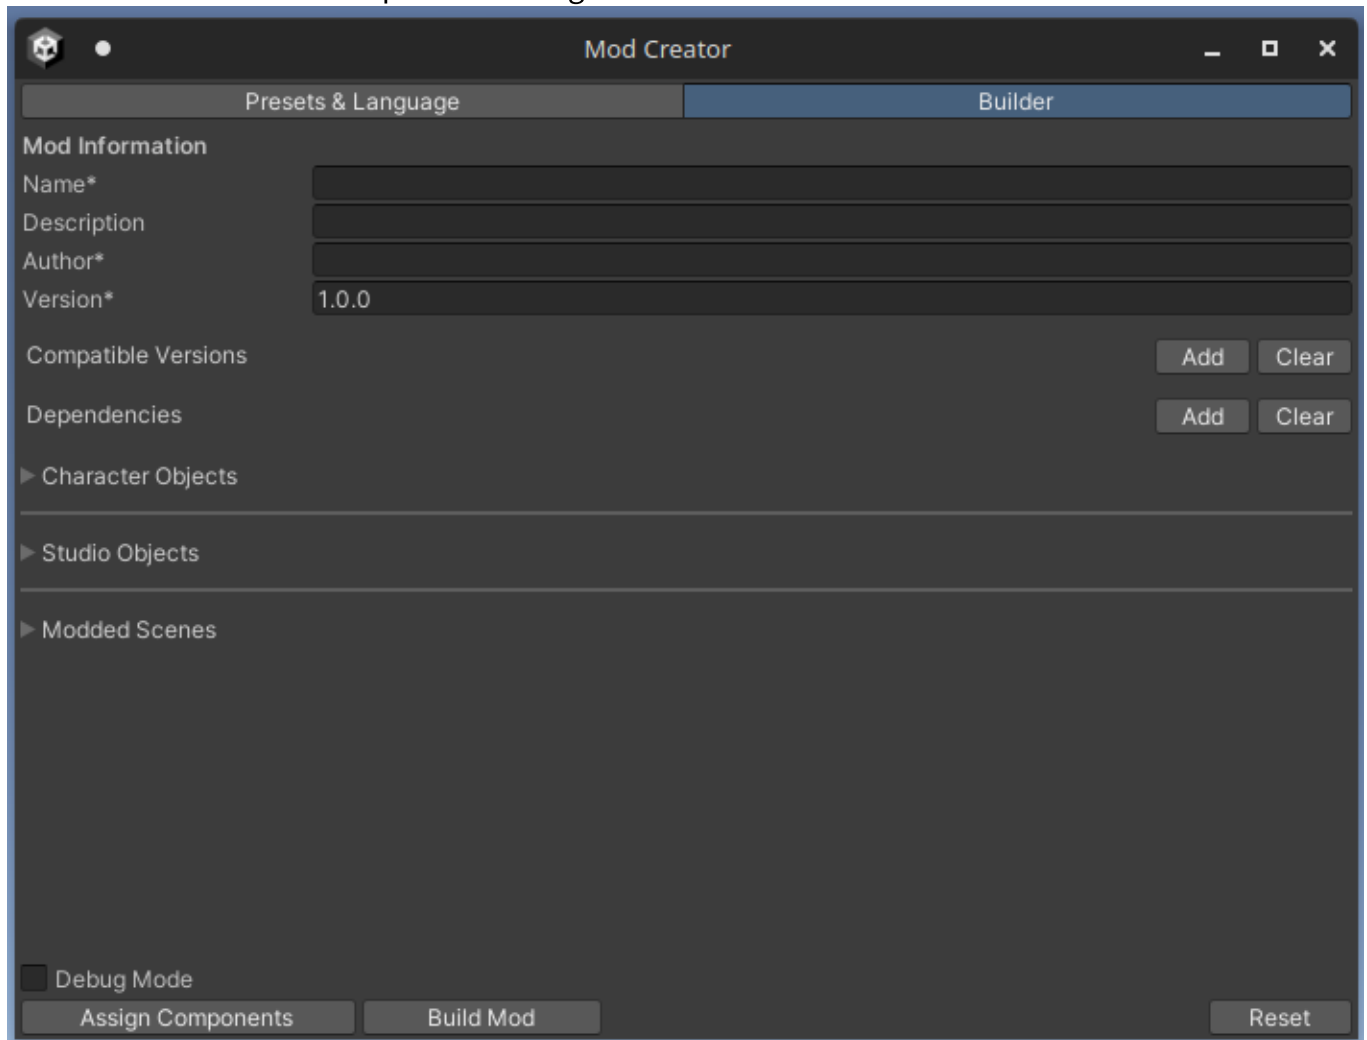 Mod Creator
Presets & Language Builder
Mod Information
Name*
Description
Author*
Version* 1.0.0
Compatible Versions Add Clear
Dependencies Add Clear
Character Objects
Studio Objects
Modded Scenes
Debug Mode
Assign Components Build Mod Reset